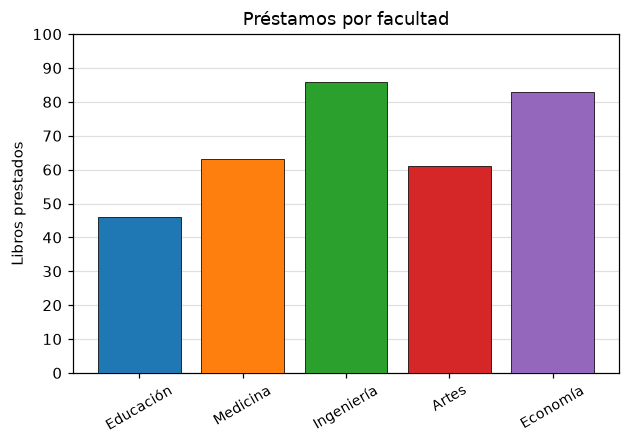 Préstamos por facultad
Libros prestados
100
90
80
70
60
50
40
30
20
10
0
Educación
Medicina
Ingeniería
Artes
Economía